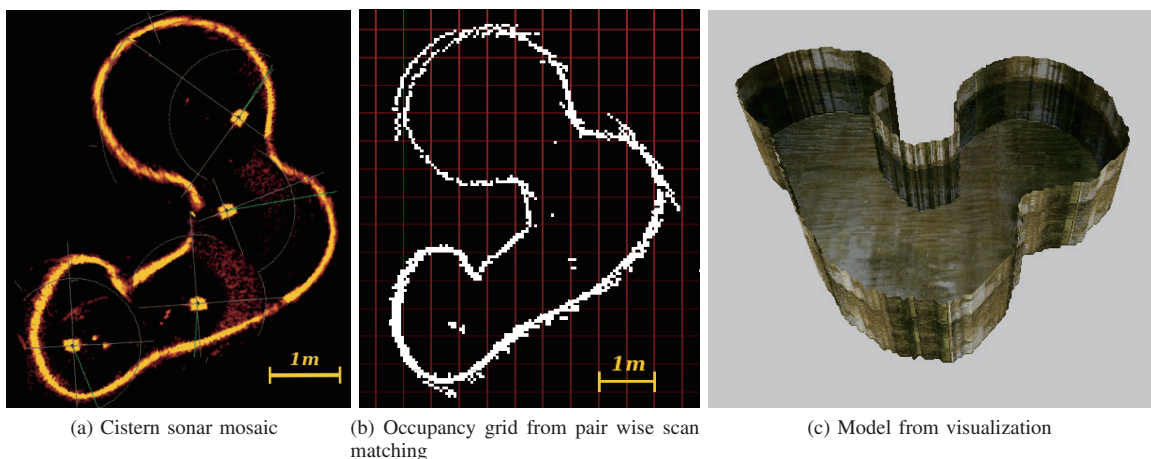 1m
1m
(a) Cistern sonar mosaic
(b) Occupancy grid from pair wise scan
matching
(c) Model from visualization